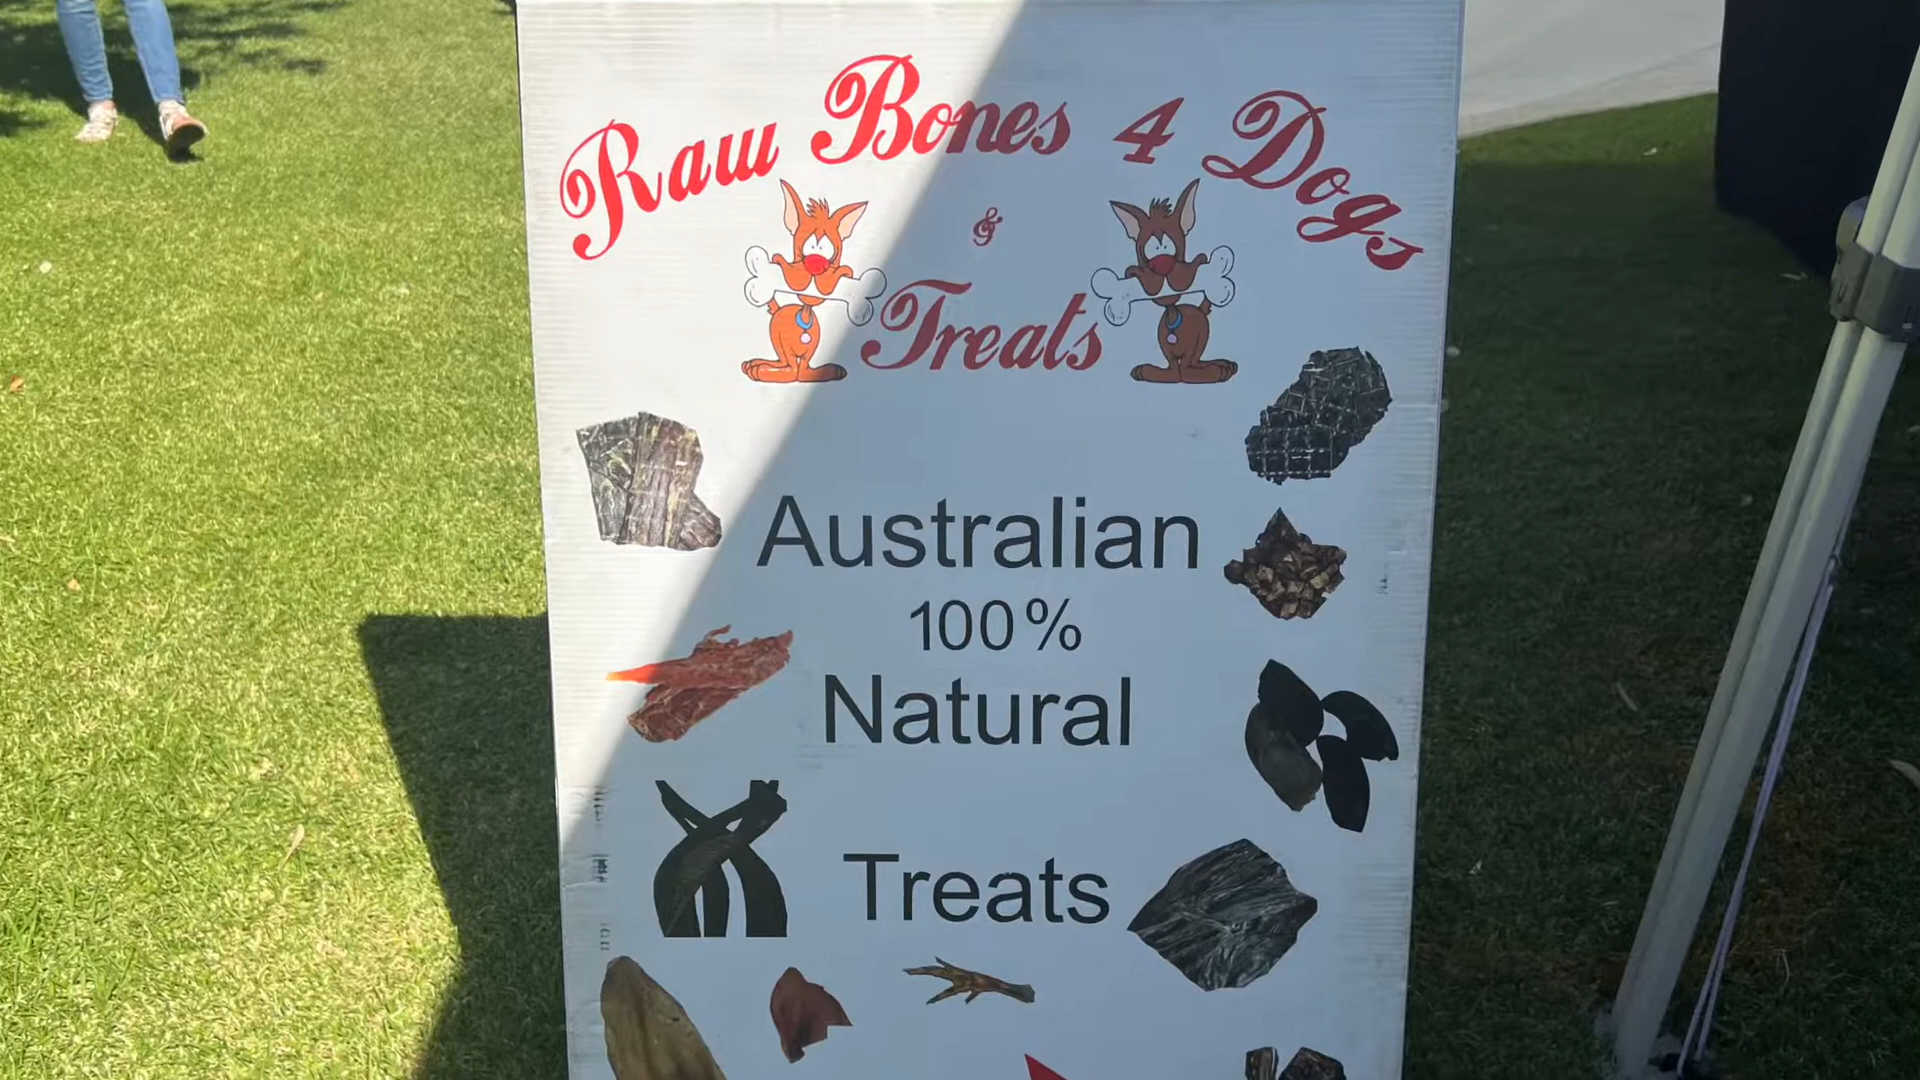 Raw Bones 4 Dogs
&
Treats
Australian
100%
Natural
Treats